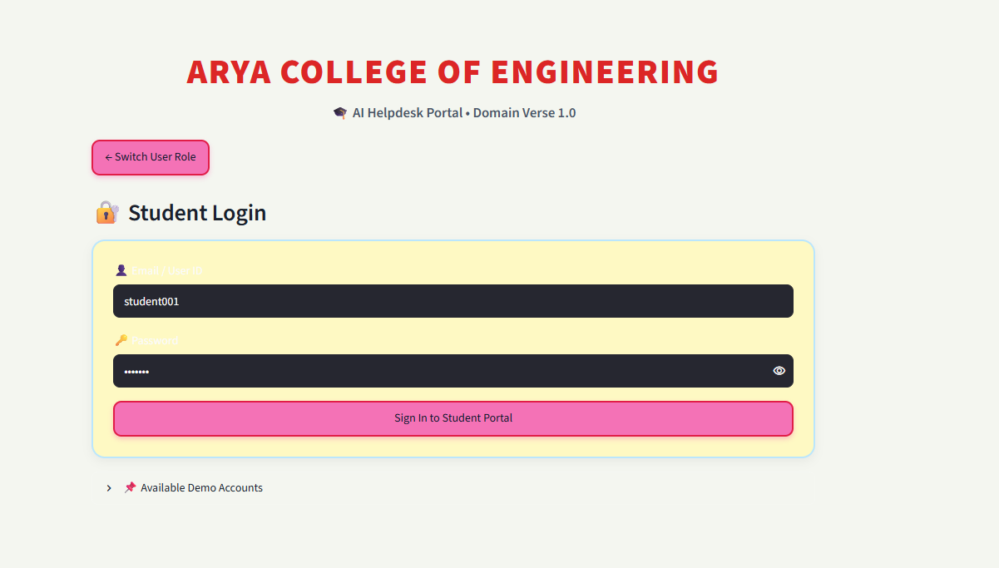 ARYA COLLEGE OF ENGINEERING
🎓 AI Helpdesk Portal • Domain Verse 1.0
← Switch User Role
🔐 Student Login
👤 Email / User ID
student001
🔑 Password
•••••••
Sign In to Student Portal
> 📌 Available Demo Accounts